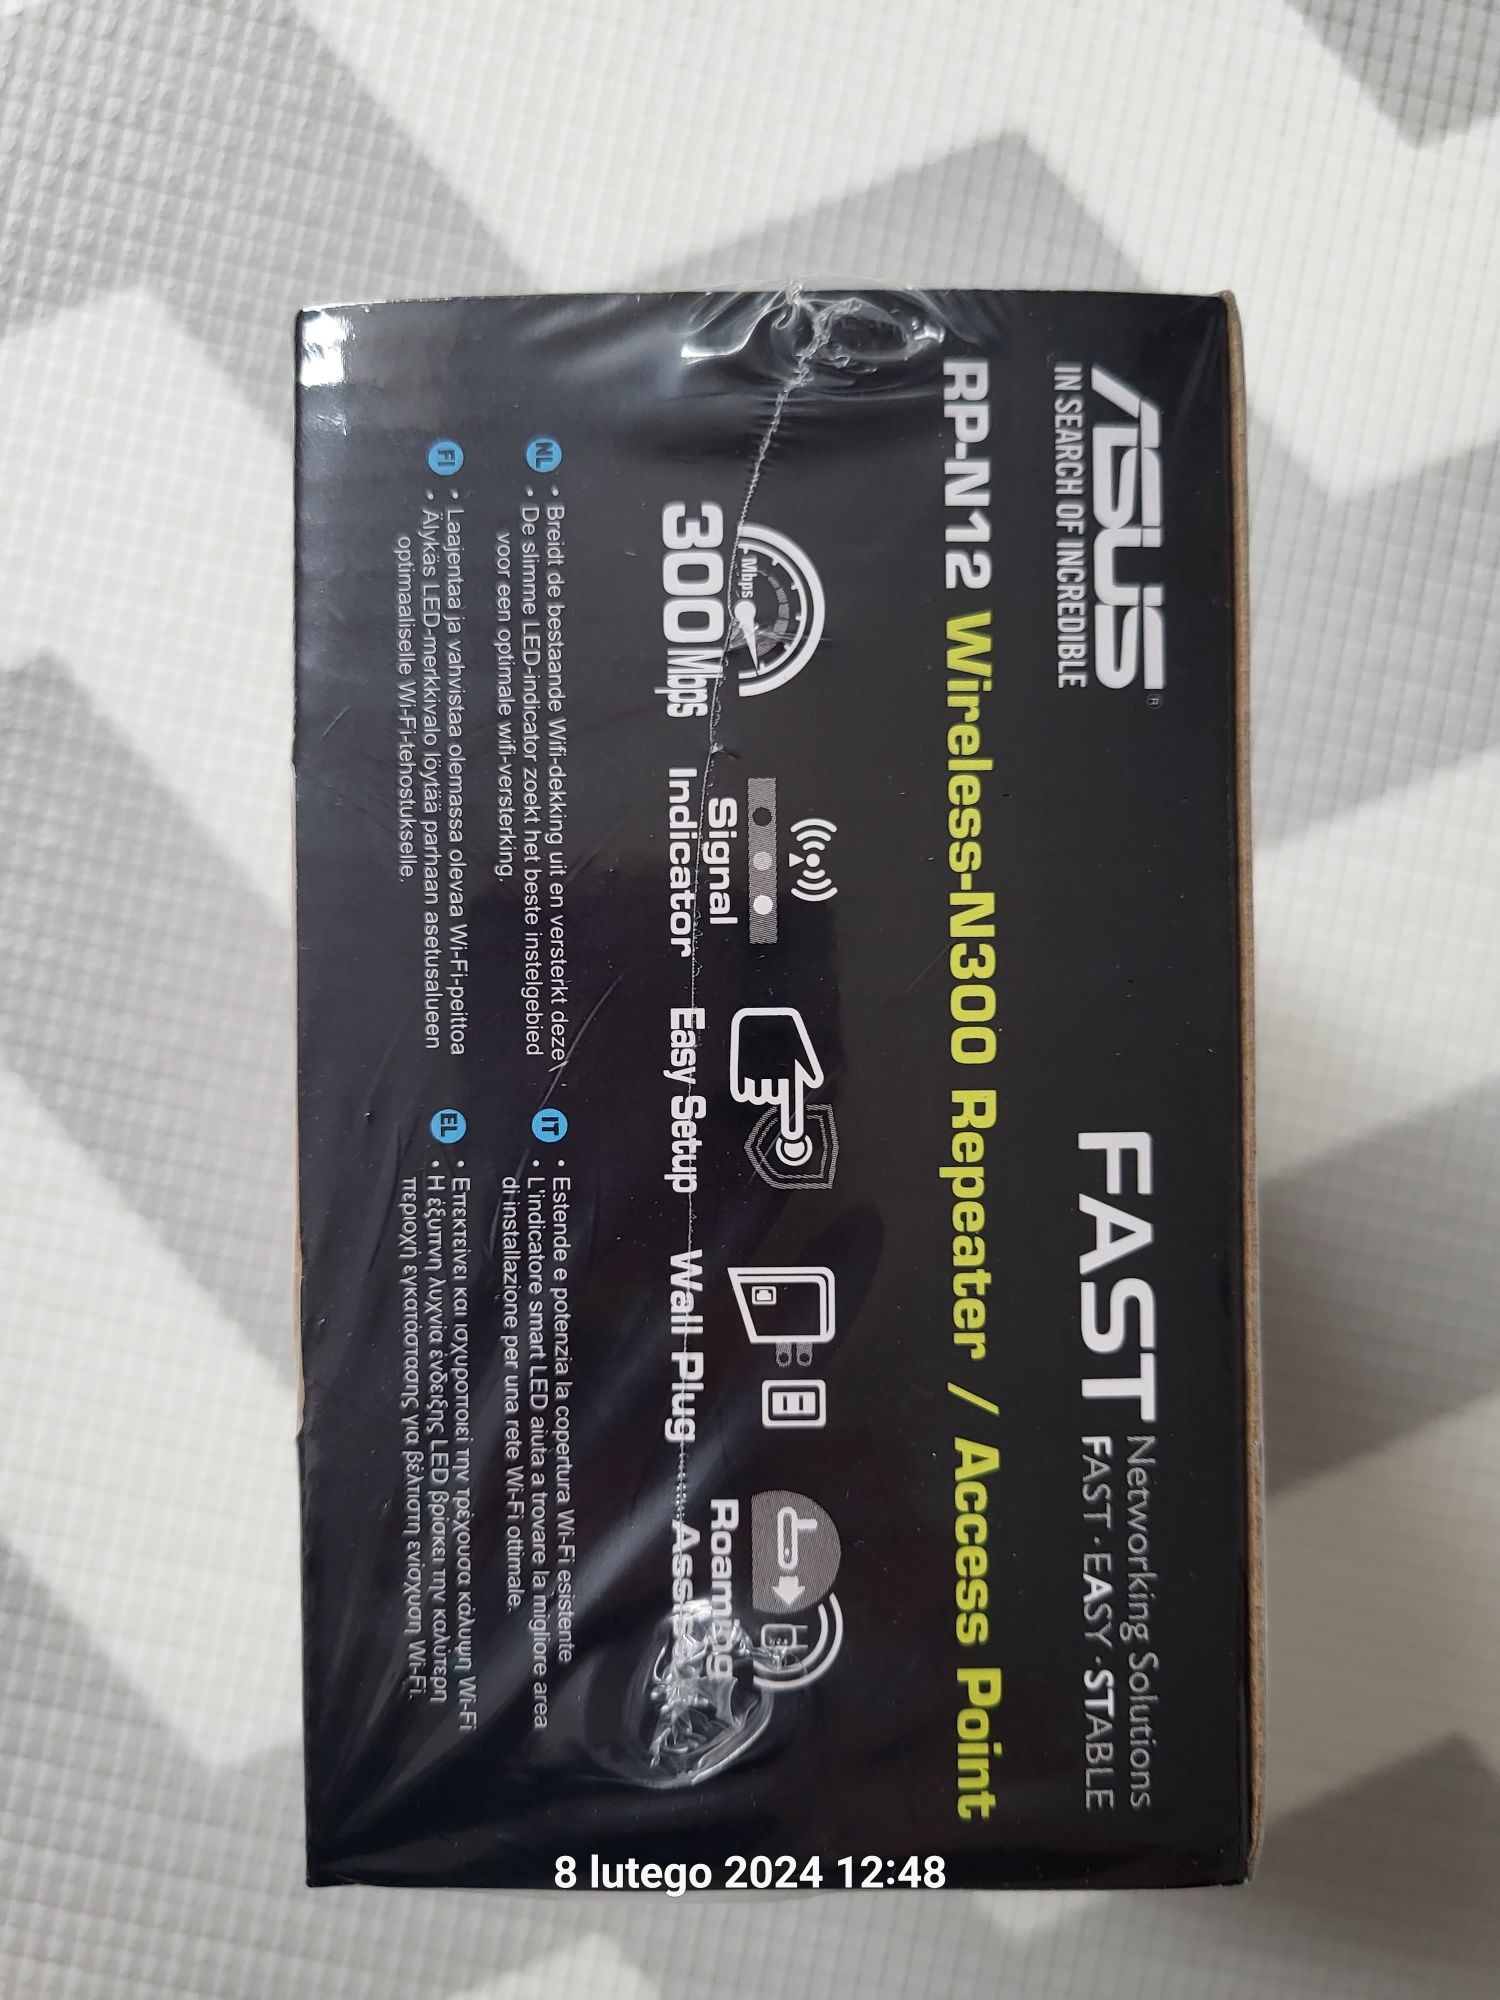 ASUS®
IN SEARCH OF INCREDIBLE
FAST Networking Solutions
FAST · EASY · STABLE
RP-N12 Wireless-N300 Repeater / Access Point
Mbps
300 Mbps
Signal
Indicator
Easy Setup
Wall Plug
Roaming
Assist
NL
• Breidt de bestaande Wifi-dekking uit en versterkt deze
• De slimme LED-indicator zoekt het beste instelgebied
voor een optimale wifi-versterking.
IT
• Estende e potenzia la copertura Wi-Fi esistente
• L'indicatore smart LED aiuta a trovare la migliore area
di installazione per una rete Wi-Fi ottimale.
FI
• Laajentaa ja vahvistaa olemassa olevaa Wi-Fi-peittoa
• Älykäs LED-merkkivalo löytää parhaan asetusalueen
optimaaliselle Wi-Fi-tehostukselle.
EL
• Επεκτείνει και ισχυροποιεί την τρέχουσα κάλυψη Wi-Fi
• Η έξυπνη λυχνία ένδειξης LED βρίσκει την καλύτερη
περιοχή εγκατάστασης για βέλτιστη ενίσχυση Wi-Fi.
8 lutego 2024 12:48